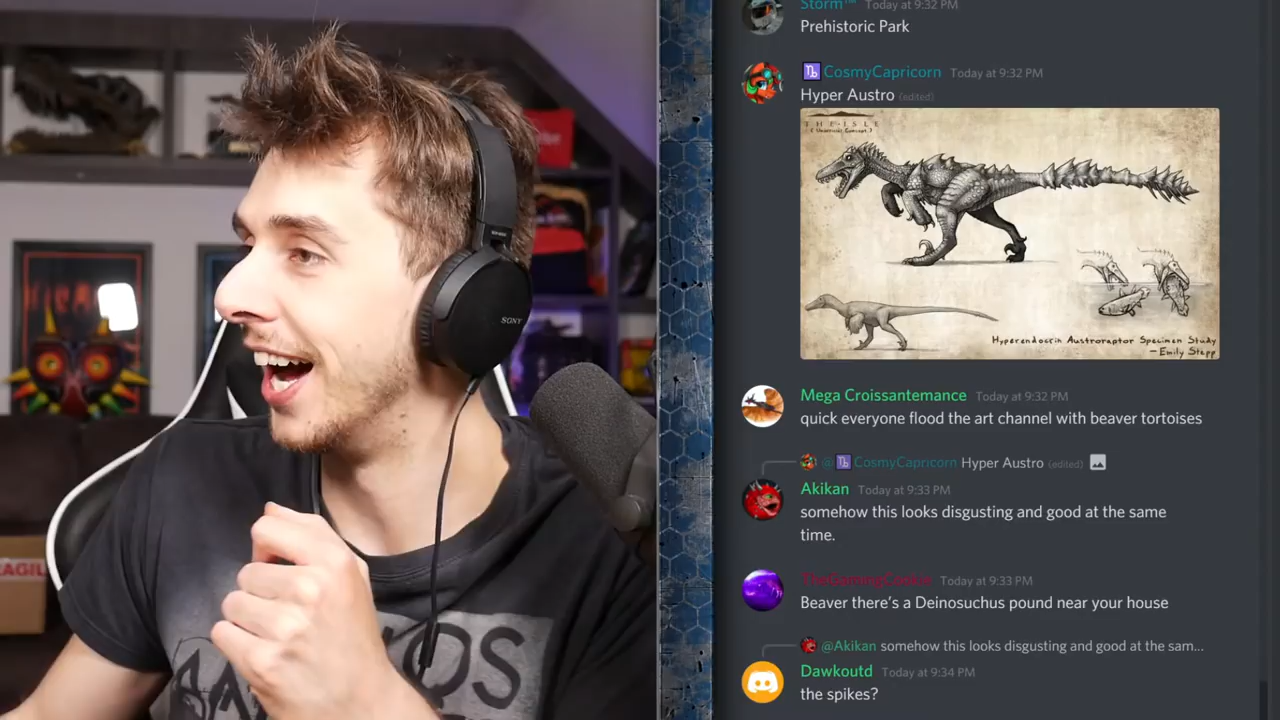 Storm™ Today at 9:32 PM
Prehistoric Park
CosmyCapricorn Today at 9:32 PM
Hyper Austro (edited)
THE ISLE
Hyperendocrin Austroraptor Specimen Study
— Emily Stepp
Mega Croissantemance Today at 9:32 PM
quick everyone flood the art channel with beaver tortoises
@ CosmyCapricorn Hyper Austro (edited)
Akikan Today at 9:33 PM
somehow this looks disgusting and good at the same
time.
TheGamingCookie Today at 9:33 PM
Beaver there's a Deinosuchus pound near your house
@Akikan somehow this looks disgusting and good at the sam...
Dawkoutd Today at 9:34 PM
the spikes?
SONY